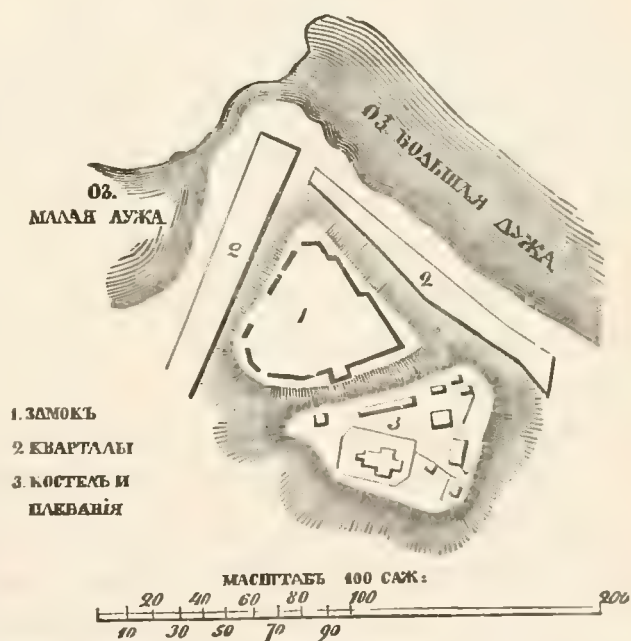 ОЗ. БОЛЬШАЯ ЛУЖА
ОЗ.
МАЛАЯ ЛУЖА
2
2
1
3
1. ЗАМОКЪ
2 КВАРТАЛЫ
3. КОСТЕЛЪ И
ПЛЕБАНІЯ
МАСШТАБЪ 100 САЖ:
20 40 60 80 100 200
10 30 50 70 90